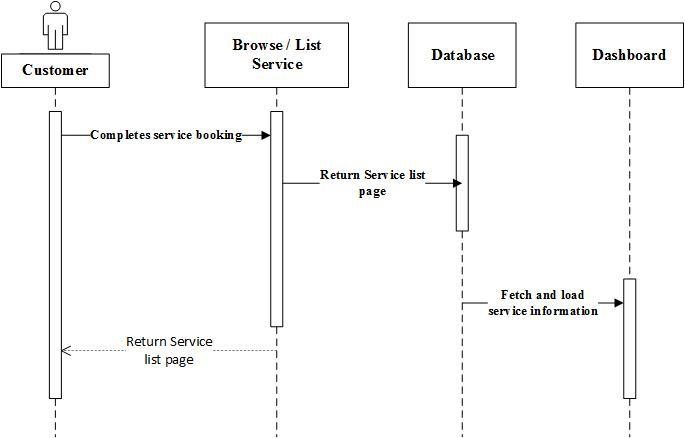 Customer
Browse / List
Service
Database
Dashboard
Completes service booking
Return Service list
page
Fetch and load
service information
Return Service
list page